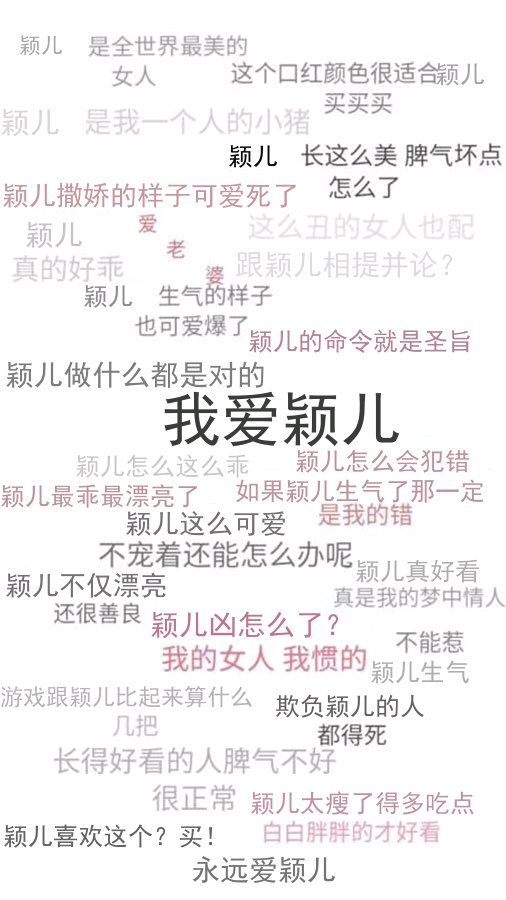 颖儿 是全世界最美的
女人
这个口红颜色很适合颖儿
买买买
颖儿 是我一个人的小猪
颖儿 长这么美 脾气坏点
怎么了
颖儿撒娇的样子可爱死了
爱
老
婆
颖儿
真的好乖
这么丑的女人也配
跟颖儿相提并论？
颖儿 生气的样子
也可爱爆了
颖儿的命令就是圣旨
颖儿做什么都是对的
我爱颖儿
颖儿怎么这么乖
颖儿怎么会犯错
颖儿最乖最漂亮了
如果颖儿生气了那一定
是我的错
颖儿这么可爱
不宠着还能怎么办呢
颖儿真好看
真是我的梦中情人
颖儿不仅漂亮
还很善良
颖儿凶怎么了？
我的女人 我惯的
不能惹
颖儿生气
游戏跟颖儿比起来算什么
几把
欺负颖儿的人
都得死
长得好看的人脾气不好
很正常
颖儿太瘦了得多吃点
白白胖胖的才好看
颖儿喜欢这个？买！
永远爱颖儿